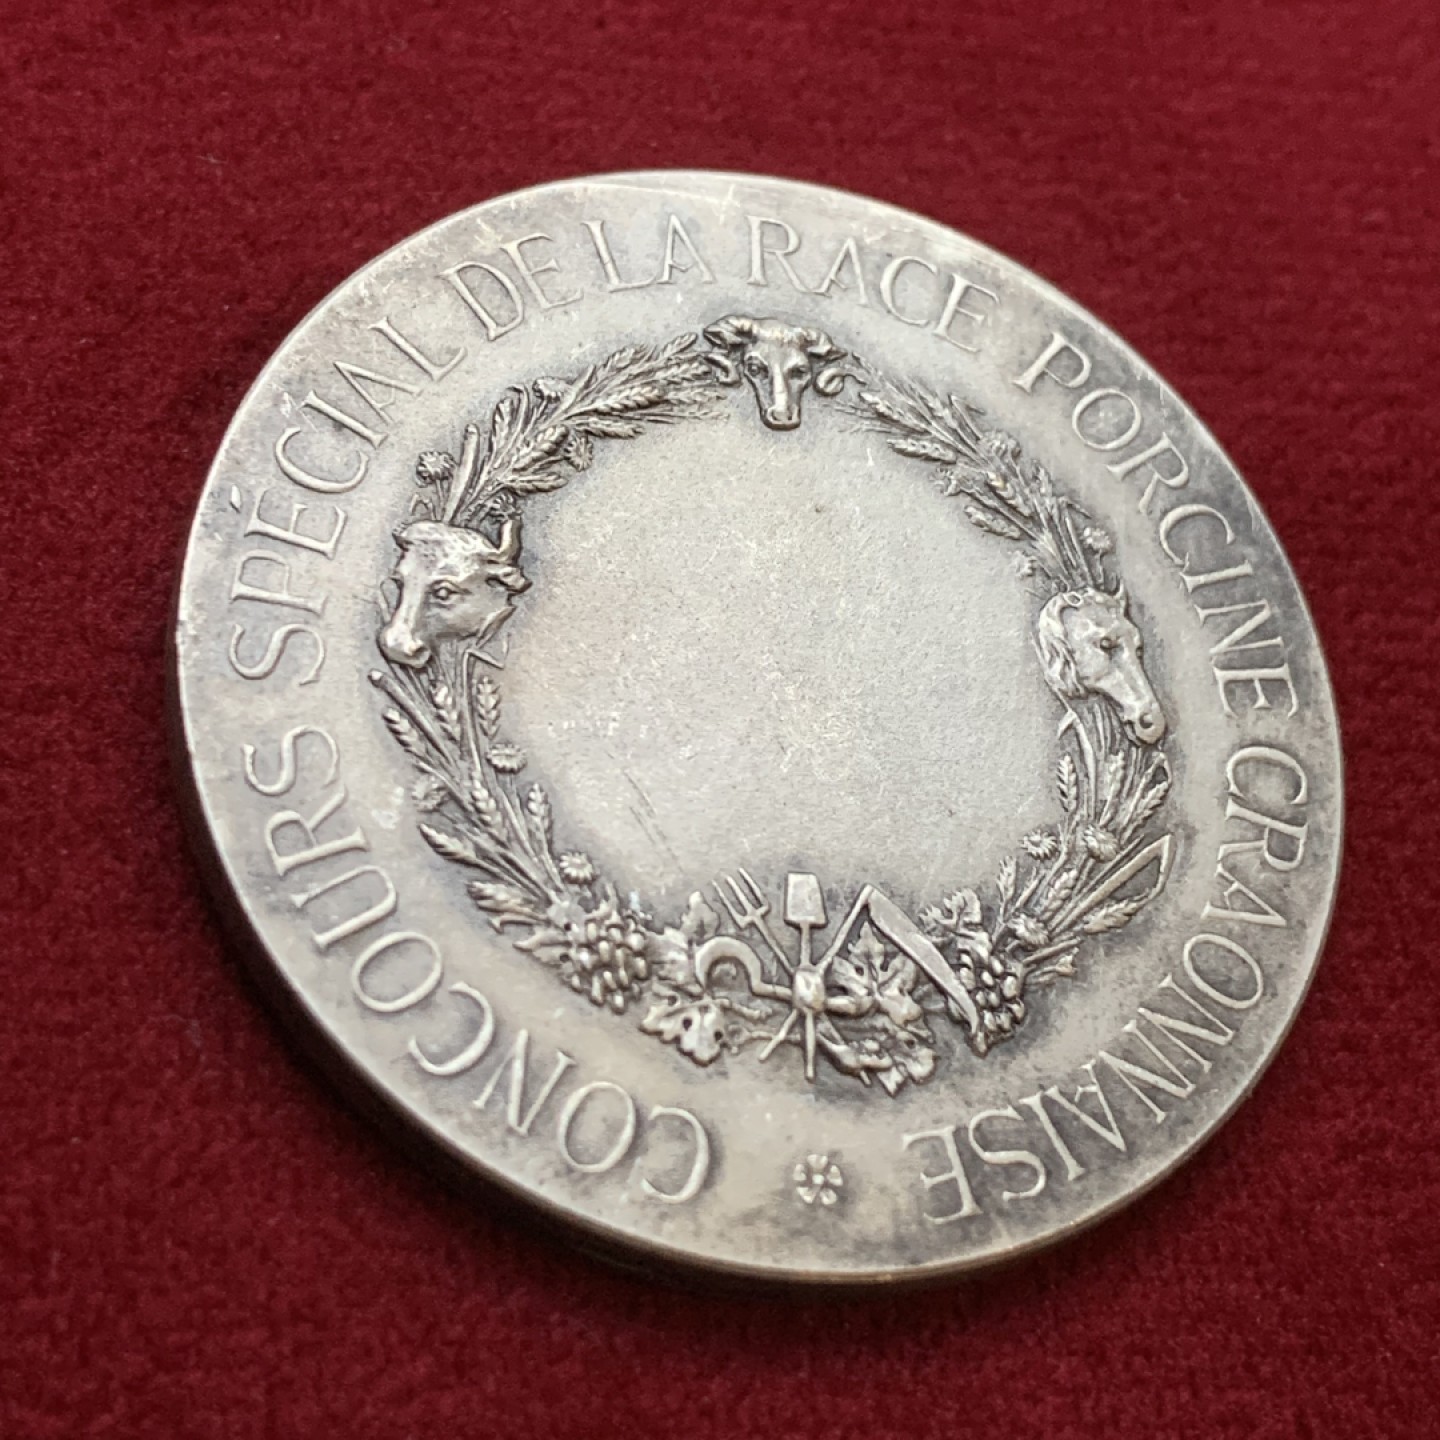 CONCOURS SPÉCIAL DE LA RACE PORCINE CRAONNAISE